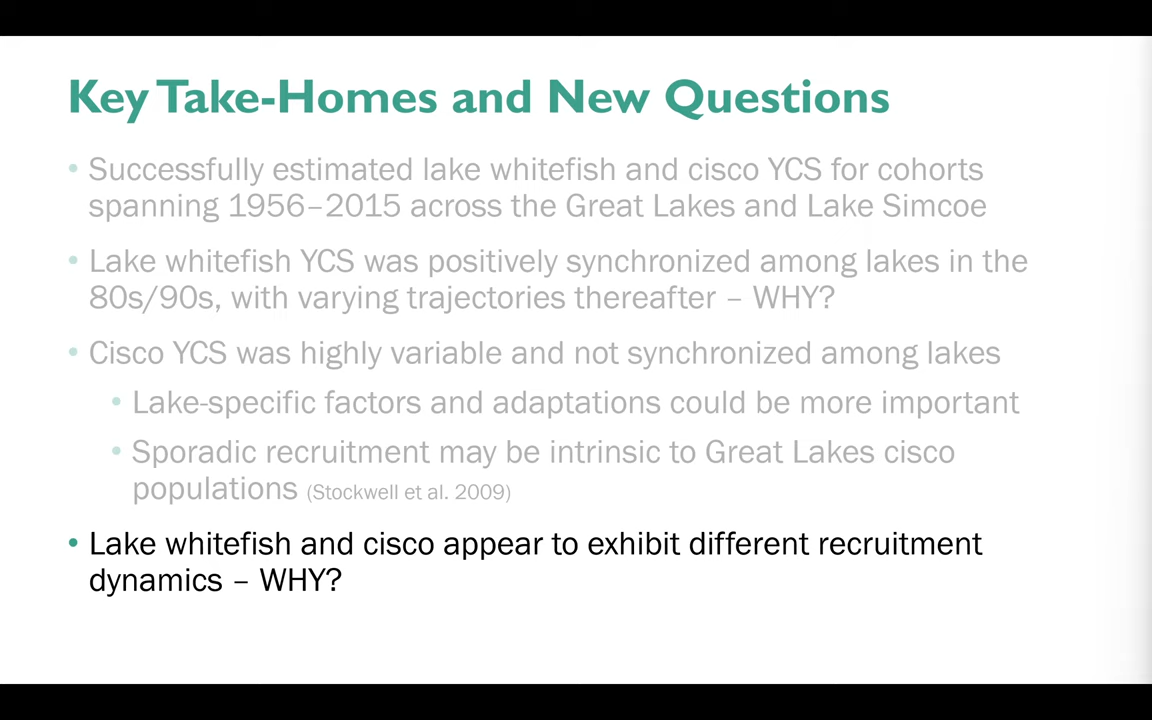 Key Take-Homes and New Questions
• Successfully estimated lake whitefish and cisco YCS for cohorts
spanning 1956–2015 across the Great Lakes and Lake Simcoe
• Lake whitefish YCS was positively synchronized among lakes in the
80s/90s, with varying trajectories thereafter – WHY?
• Cisco YCS was highly variable and not synchronized among lakes
• Lake-specific factors and adaptations could be more important
• Sporadic recruitment may be intrinsic to Great Lakes cisco
populations (Stockwell et al. 2009)
• Lake whitefish and cisco appear to exhibit different recruitment
dynamics – WHY?